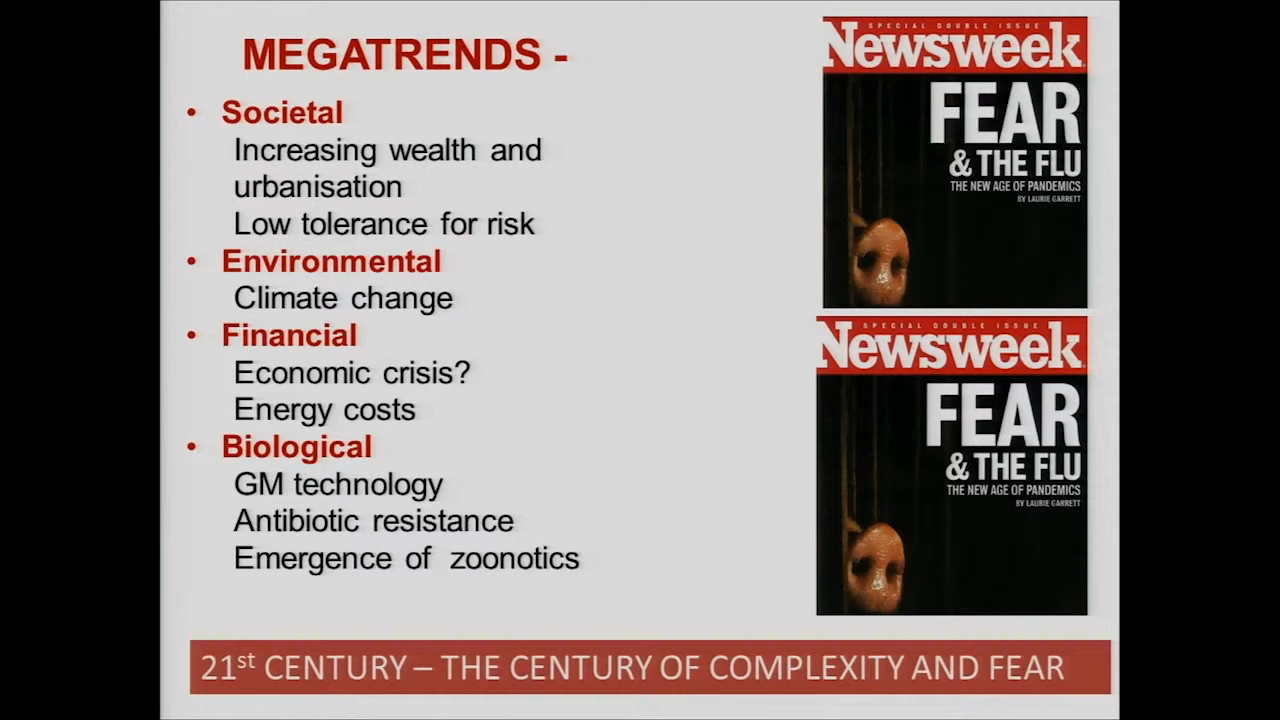 MEGATRENDS -
• Societal
Increasing wealth and
urbanisation
Low tolerance for risk
• Environmental
Climate change
• Financial
Economic crisis?
Energy costs
• Biological
GM technology
Antibiotic resistance
Emergence of zoonotics
SPECIAL DOUBLE ISSUE
Newsweek
FEAR
& THE FLU
THE NEW AGE OF PANDEMICS
BY LAURIE GARRETT
SPECIAL DOUBLE ISSUE
Newsweek
FEAR
& THE FLU
THE NEW AGE OF PANDEMICS
BY LAURIE GARRETT
21st CENTURY – THE CENTURY OF COMPLEXITY AND FEAR